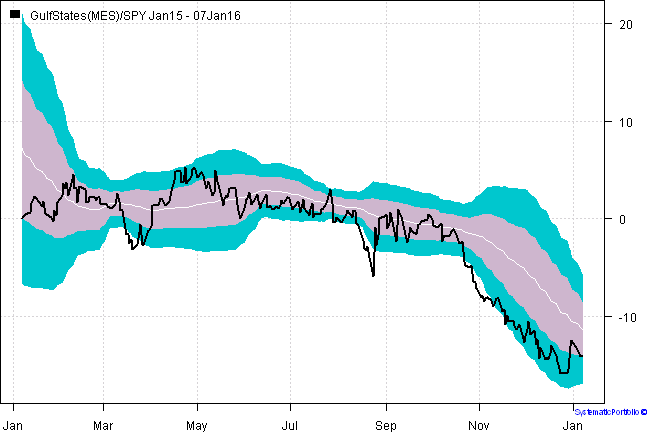 GulfStates(MES)/SPY Jan15 - 07Jan16
20
10
0
-10
Jan Mar May Jul Sep Nov Jan
SystematicPortfolio ©